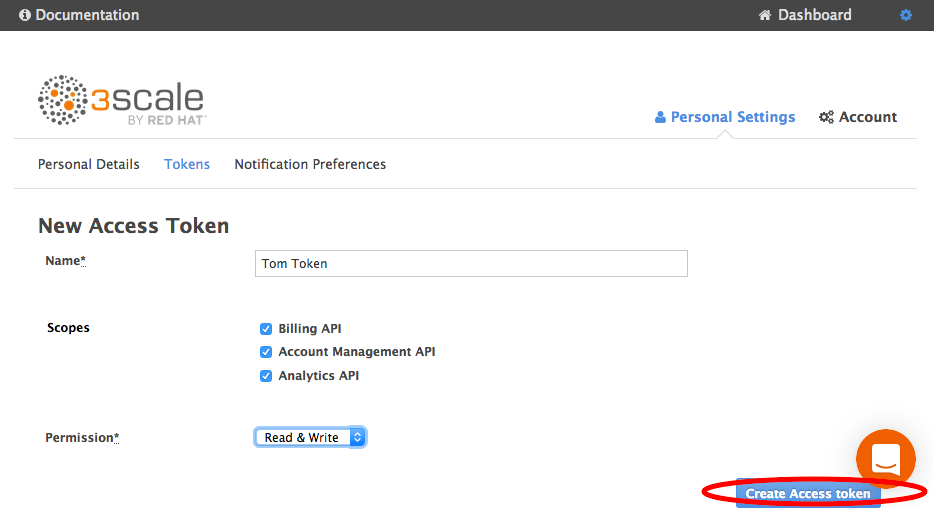 Documentation
Dashboard
3scale
BY RED HAT
Personal Settings
Account
Personal Details
Tokens
Notification Preferences
New Access Token
Name*
Tom Token
Scopes
Billing API
Account Management API
Analytics API
Permission*
Read & Write
Create Access token